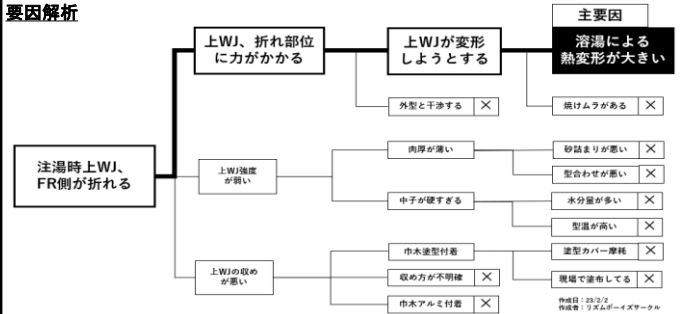 要因解析
主要因
上WJ、折れ部位
に力がかかる
上WJが変形
しようとする
溶湯による
熱変形が大きい
外型と干渉する ×
焼けムラがある ×
注湯時上WJ、
FR側が折れる
上WJ強度
が弱い
肉厚が薄い
砂詰まりが悪い ×
型合わせが悪い ×
中子が硬すぎる
水分量が多い ×
型温が高い ×
上WJの収め
が悪い
巾木塗型付着
塗型カバー摩耗 ×
収め方が不明確 ×
現場で塗布してる ×
巾木アルミ付着 ×
作成日:23/2/2
作成者:リズムボーイズサークル